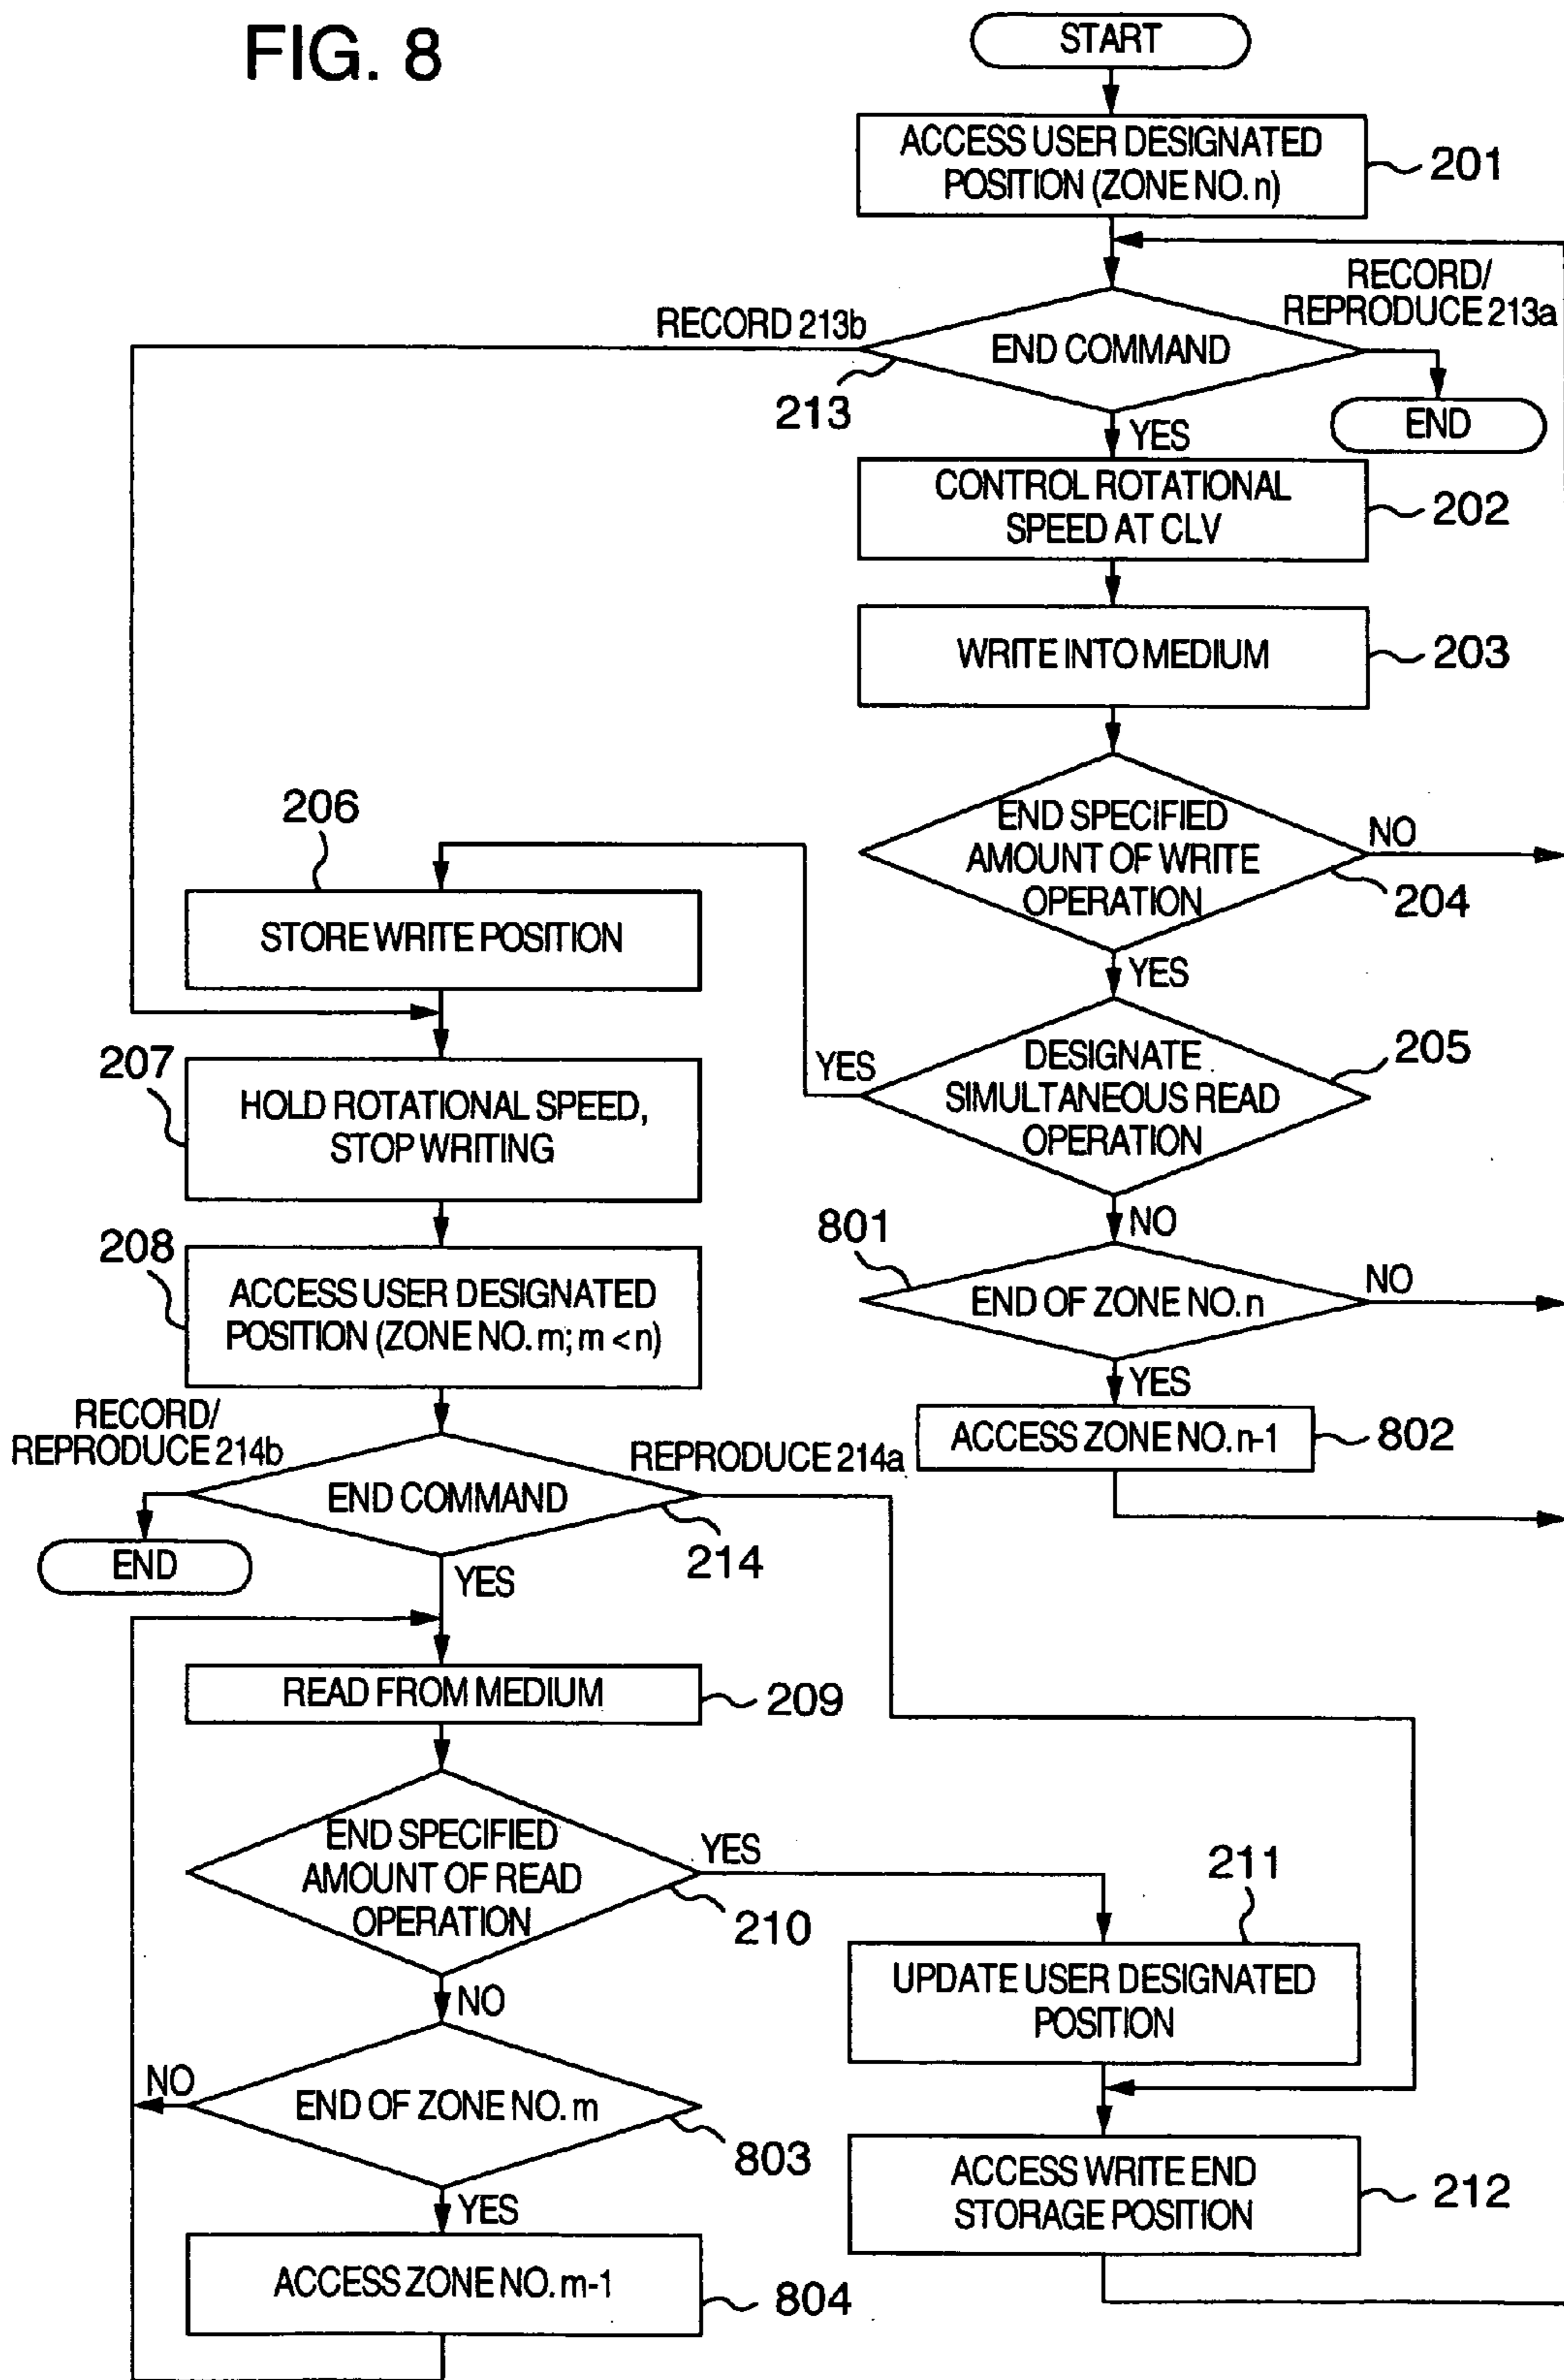 FIG. 8
START
ACCESS USER DESIGNATED
POSITION (ZONE NO. n)
201
RECORD/
REPRODUCE 213a
RECORD 213b
END COMMAND
213
END
YES
CONTROL ROTATIONAL
SPEED AT CLV
202
WRITE INTO MEDIUM
203
END SPECIFIED
AMOUNT OF WRITE
OPERATION
NO
204
YES
206
STORE WRITE POSITION
DESIGNATE
SIMULTANEOUS READ
OPERATION
205
YES
NO
207
HOLD ROTATIONAL SPEED,
STOP WRITING
208
ACCESS USER DESIGNATED
POSITION (ZONE NO. m; m < n)
801
END OF ZONE NO. n
NO
YES
ACCESS ZONE NO. n-1
802
RECORD/
REPRODUCE 214b
REPRODUCE 214a
END COMMAND
214
END
YES
READ FROM MEDIUM
209
END SPECIFIED
AMOUNT OF READ
OPERATION
YES
210
NO
211
UPDATE USER DESIGNATED
POSITION
NO
END OF ZONE NO. m
803
YES
ACCESS WRITE END
STORAGE POSITION
212
ACCESS ZONE NO. m-1
804